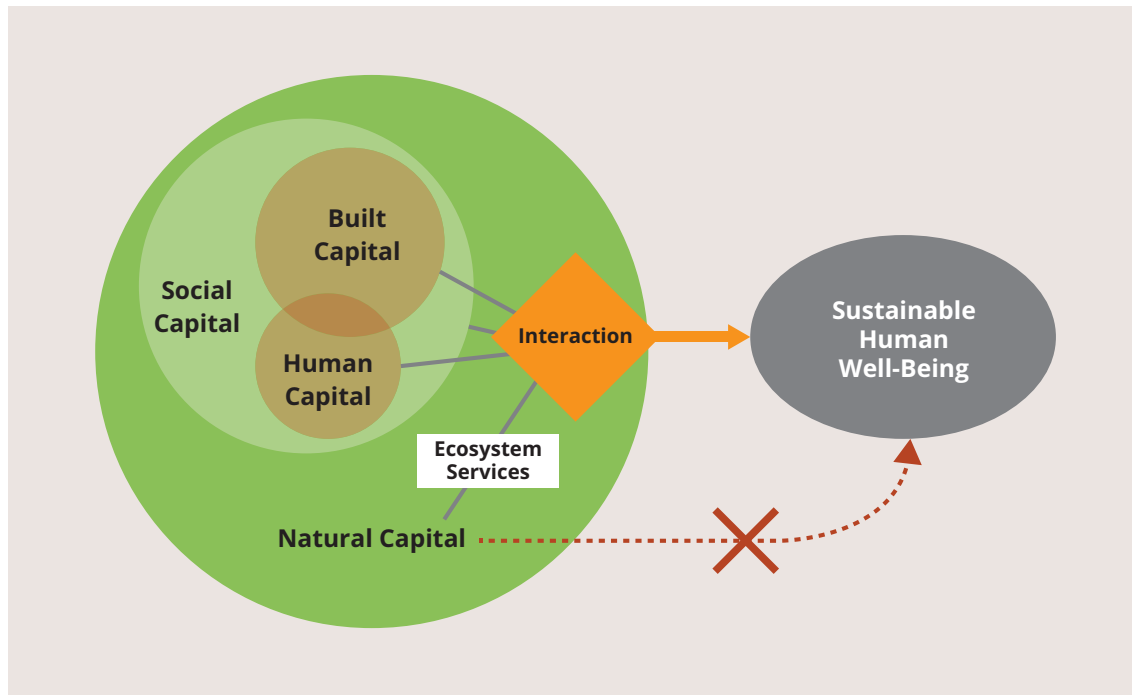 Built
Capital
Social
Capital
Human
Capital
Interaction
Sustainable
Human
Well-Being
Ecosystem
Services
Natural Capital